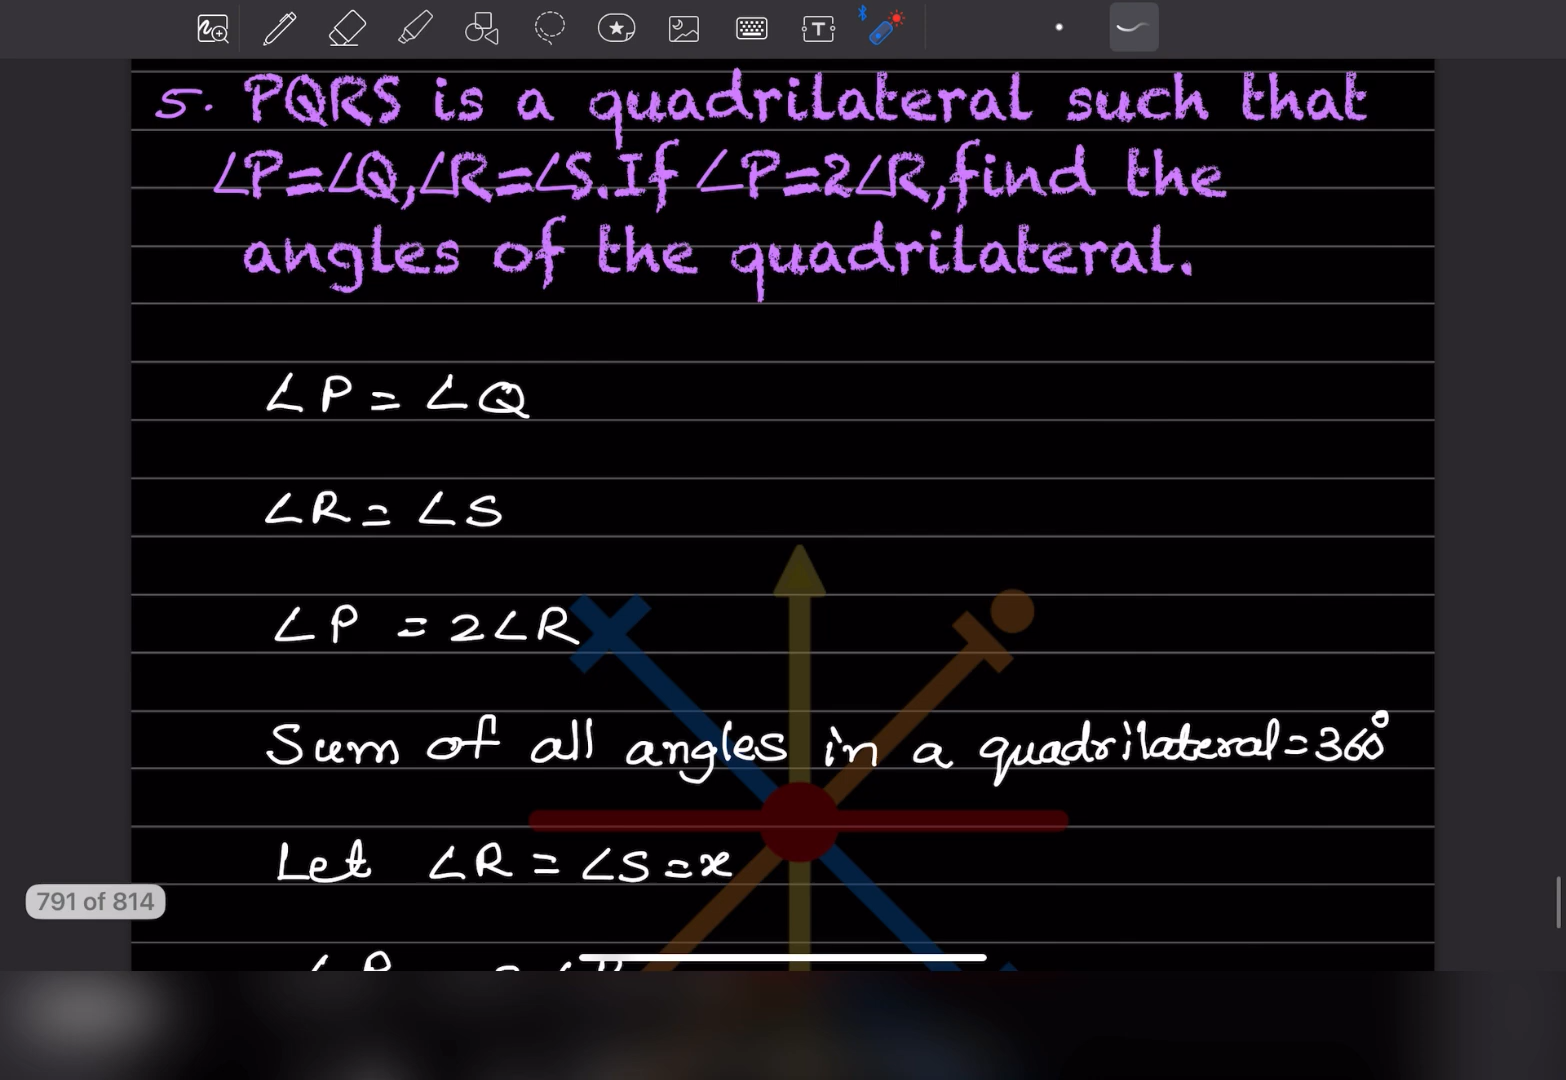 5. PQRS is a quadrilateral such that
∠P=∠Q,∠R=∠S.If ∠P=2∠R,find the
angles of the quadrilateral.
∠P = ∠Q
∠R = ∠S
∠P = 2∠R
Sum of all angles in a quadrilateral=360°
Let ∠R = ∠S = x
791 of 814